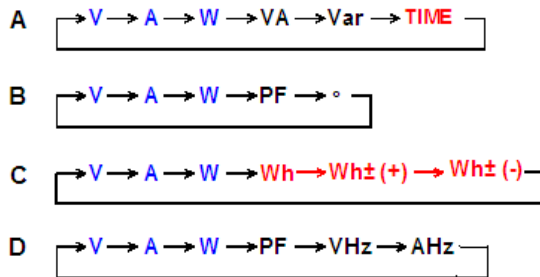 A V A W VA Var TIME
B V A W PF °
C V A W Wh Wh± (+) Wh± (-)
D V A W PF VHz AHz